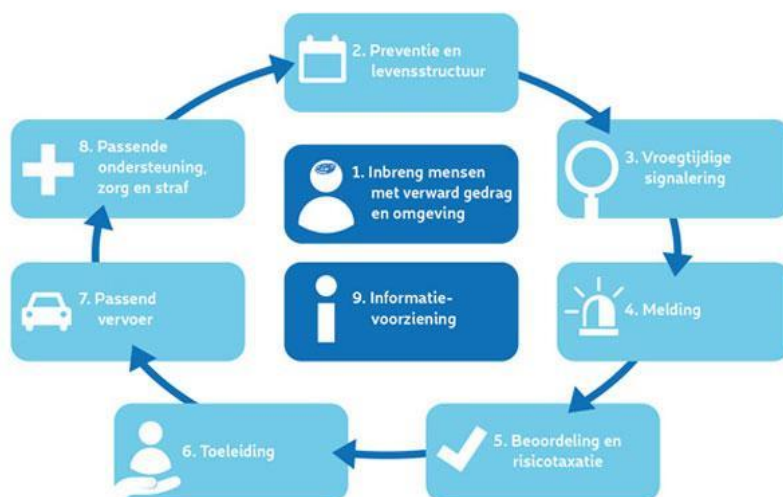 1. Inbreng mensen
met verward gedrag
en omgeving
2. Preventie en
levensstructuur
3. Vroegtijdige
signalering
4. Melding
5. Beoordeling en
risicotaxatie
6. Toeleiding
7. Passend
vervoer
8. Passende
ondersteuning,
zorg en straf
9. Informatie-
voorziening